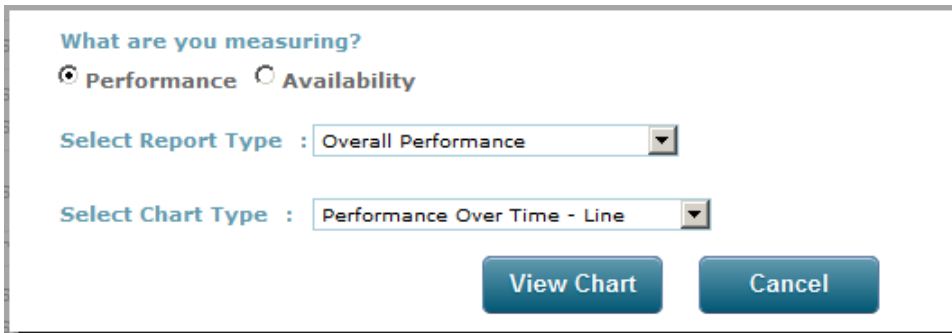 What are you measuring?
Performance Availability
Select Report Type : Overall Performance
Select Chart Type : Performance Over Time - Line
View Chart Cancel